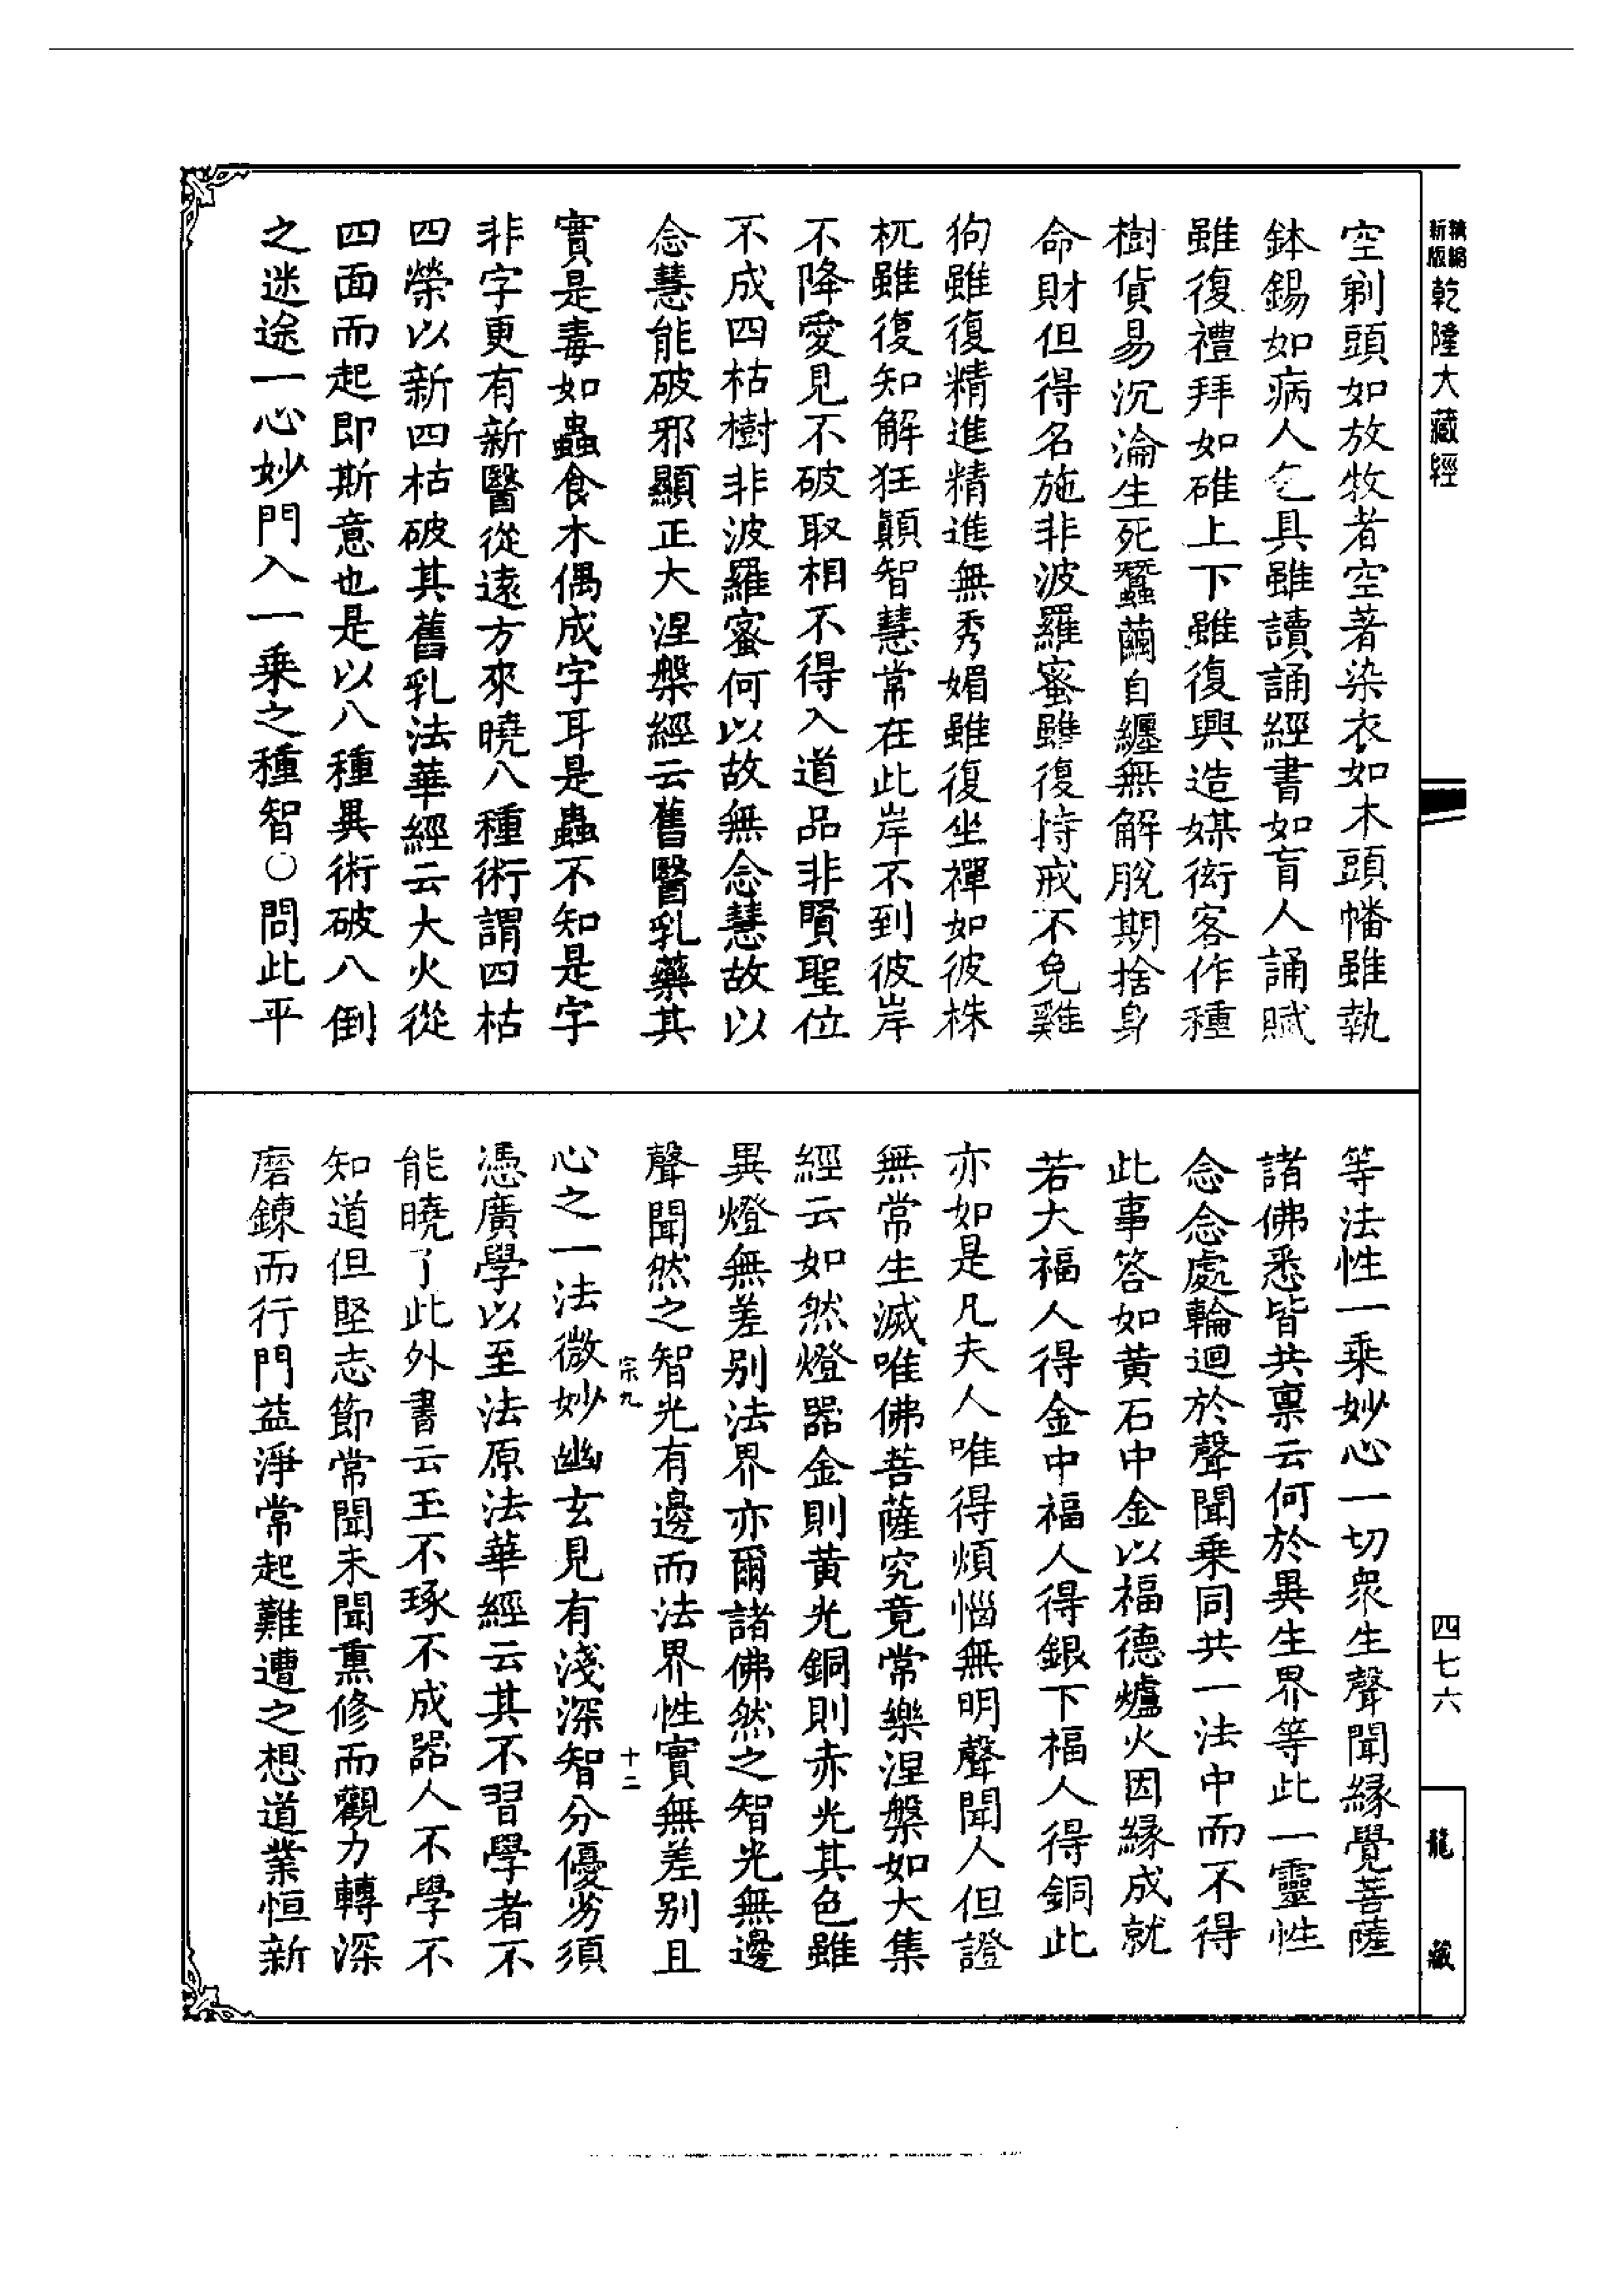 精縮
新版
乾隆大藏經
四七六
龍藏
空剃頭如放牧者空著染衣如木頭幡雖執
鉢錫如病人乞具雖讀誦經書如盲人誦賦
雖復禮拜如碓上下雖復興造媒衒客作種
樹貨易沉淪生死蠶繭自纏無解脫期捨身
命財但得名施非波羅蜜雖復持戒不免雞
狗雖復精進精進無秀媚雖復坐禪如彼株
杌雖復知解狂顛智慧常在此岸不到彼岸
不降愛見不破取相不得入道品非賢聖位
不成四枯樹非波羅蜜何以故無念慧故以
念慧能破邪顯正大涅槃經云舊醫乳藥其
實是毒如蟲食木偶成字耳是蟲不知是字
非字更有新醫從遠方來曉八種術謂四枯
四榮以新四枯破其舊乳法華經云大火從
四面而起即斯意也是以八種異術破八倒
之迷途一心妙門入一乘之種智○問此平
等法性一乘妙心一切眾生聲聞緣覺菩薩
諸佛悉皆共稟云何於異生界等此一靈性
念念處輪迴於聲聞乘同共一法中而不得
此事答如黃石中金以福德爐火因緣成就
若大福人得金中福人得銀下福人得銅此
亦如是凡夫人唯得煩惱無明聲聞人但證
無常生滅唯佛菩薩究竟常樂涅槃如大集
經云如然燈器金則黃光銅則赤光其色雖
異燈無差別法界亦爾諸佛然之智光無邊
聲聞然之智光有邊而法界性實無差別且
宗九
十二
心之一法微妙幽玄見有淺深智分優劣須
憑廣學以至法原法華經云其不習學者不
能曉了此外書云玉不琢不成器人不學不
知道但堅志節常聞未聞熏修而觀力轉深
磨鍊而行門益淨常起難遭之想道業恒新